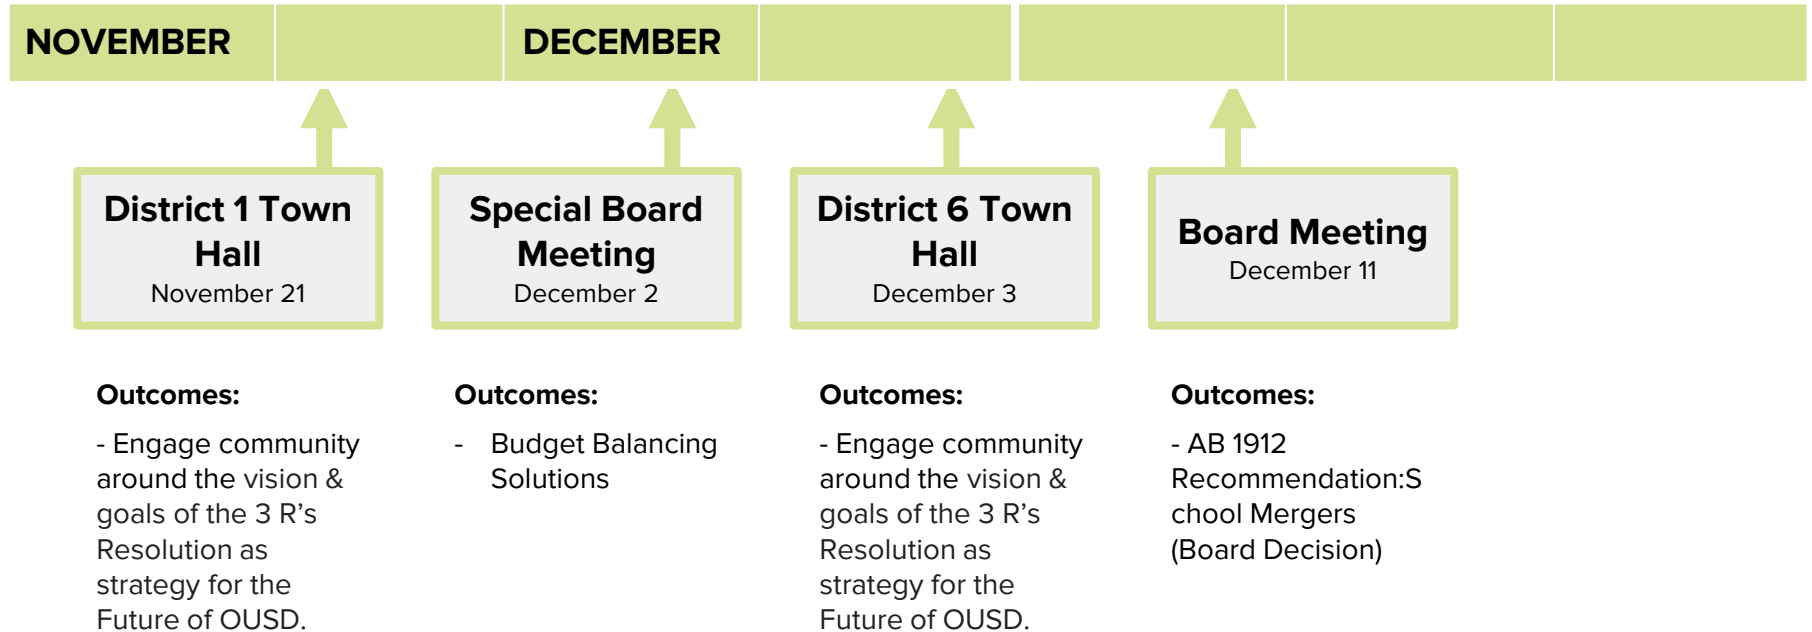 NOVEMBER
DECEMBER
District 1 Town
Hall
November 21
Special Board
Meeting
December 2
District 6 Town
Hall
December 3
Board Meeting
December 11
Outcomes:
- Engage community
around the vision &
goals of the 3 R’s
Resolution as
strategy for the
Future of OUSD.
Outcomes:
- Budget Balancing
Solutions
Outcomes:
- Engage community
around the vision &
goals of the 3 R’s
Resolution as
strategy for the
Future of OUSD.
Outcomes:
- AB 1912
Recommendation:S
chool Mergers
(Board Decision)